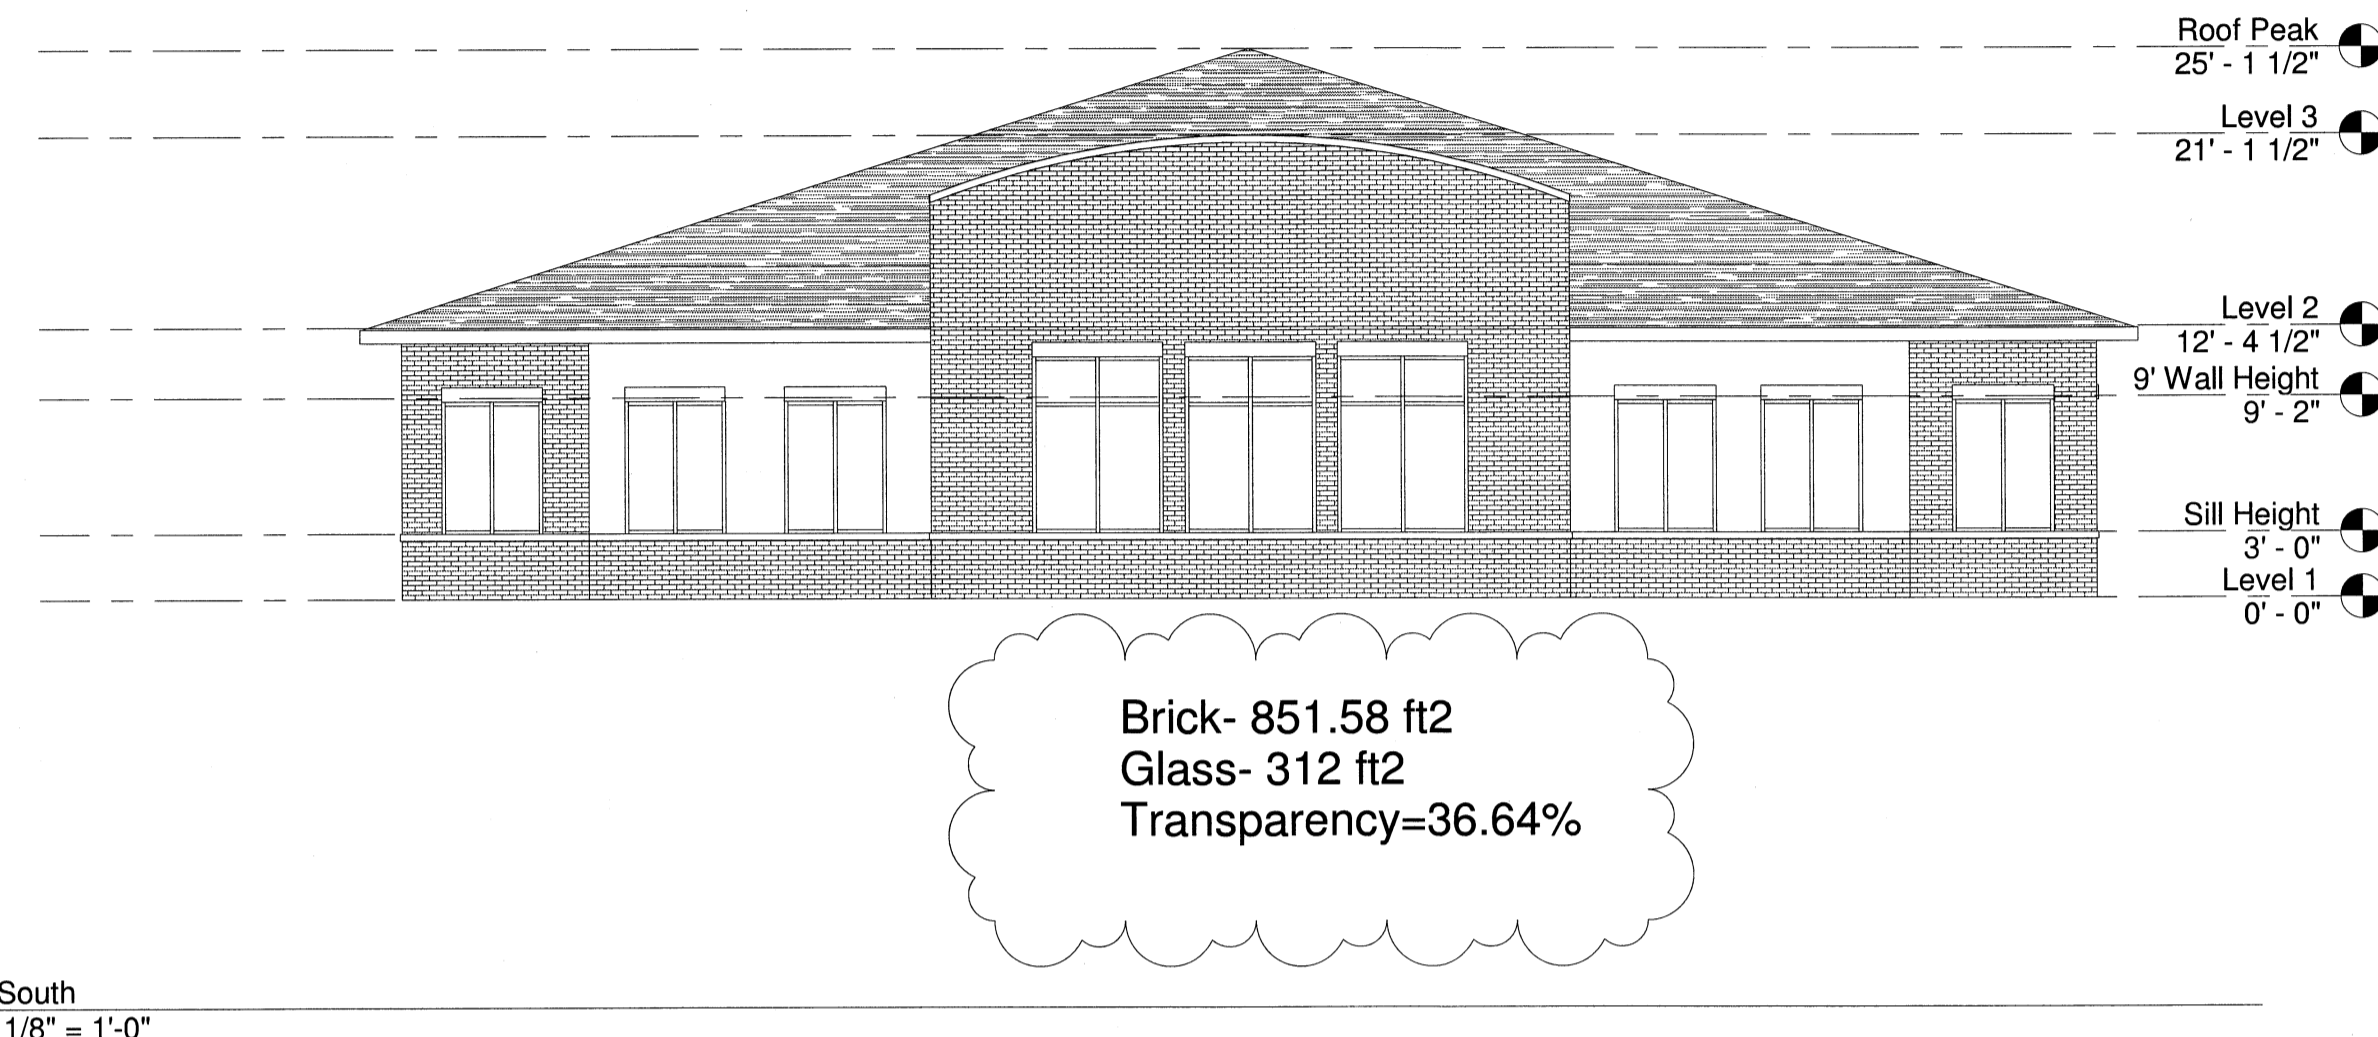 Roof Peak
25' - 1 1/2"
Level 3
21' - 1 1/2"
Level 2
12' - 4 1/2"
9' Wall Height
9' - 2"
Sill Height
3' - 0"
Level 1
0' - 0"
Brick- 851.58 ft2
Glass- 312 ft2
Transparency=36.64%
South
1/8" = 1'-0"